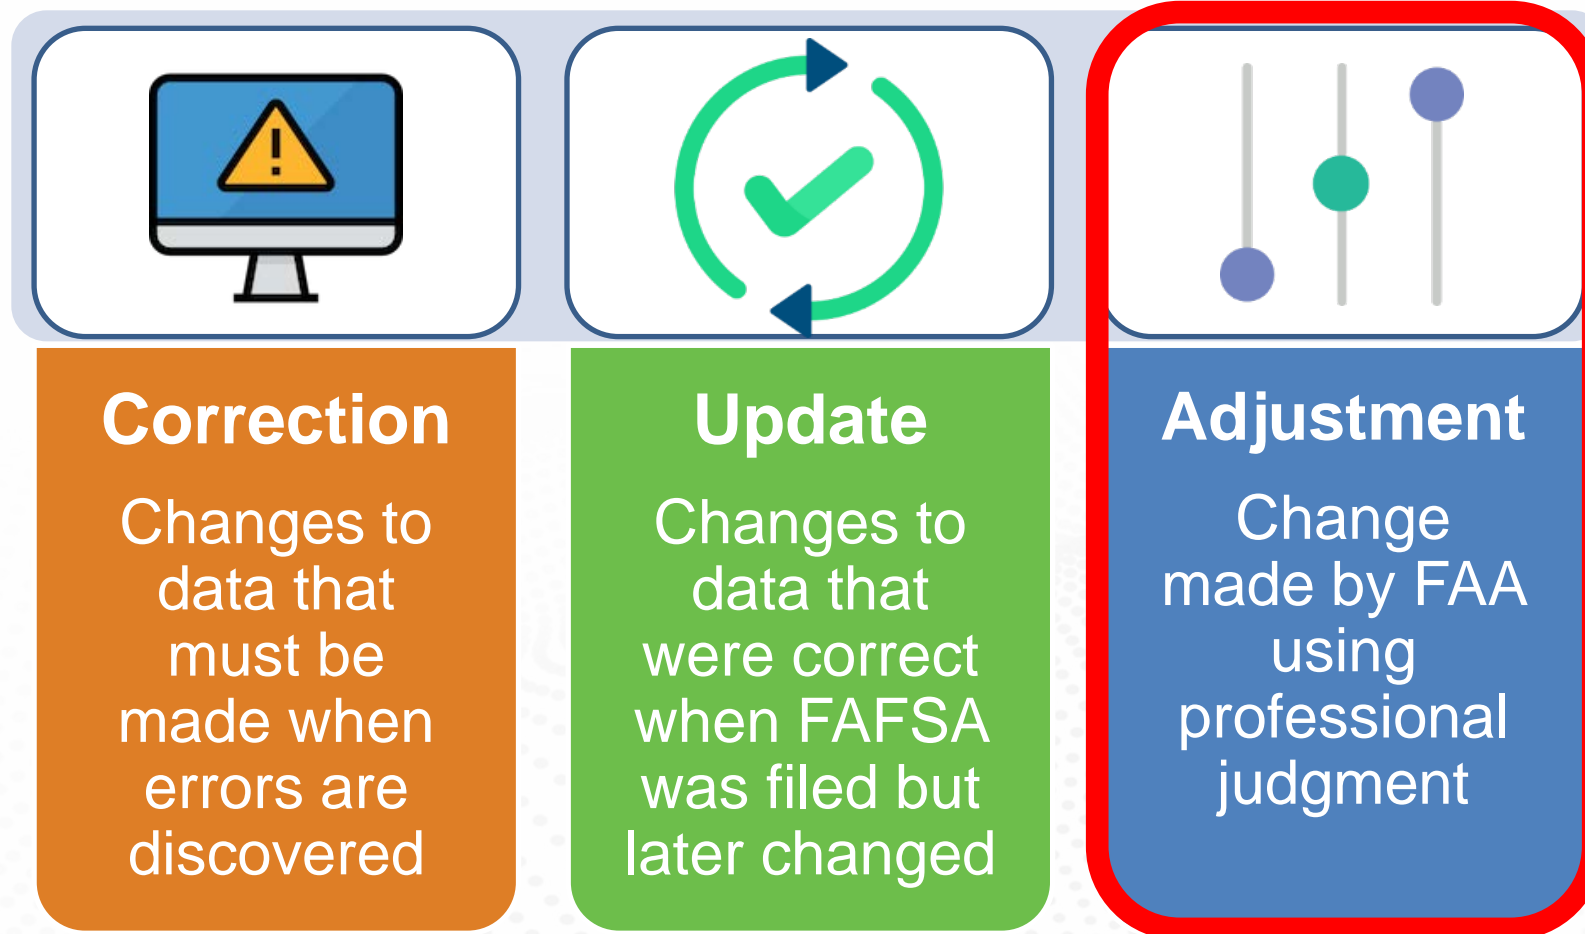 Correction
Changes to
data that
must be
made when
errors are
discovered
Update
Changes to
data that
were correct
when FAFSA
was filed but
later changed
Adjustment
Change
made by FAA
using
professional
judgment